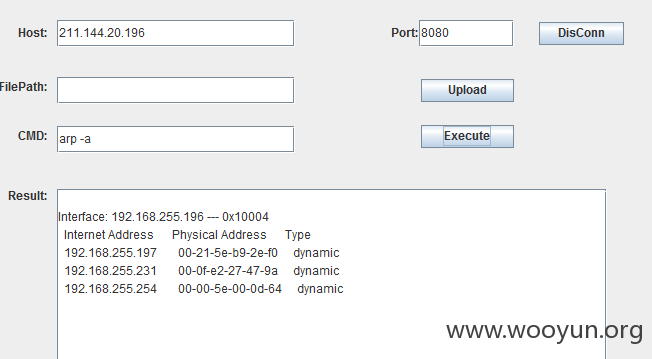 Host: 211.144.20.196 Port: 8080 DisConn
FilePath: Upload
CMD: arp -a Execute
Result:
Interface: 192.168.255.196 --- 0x10004
Internet Address Physical Address Type
192.168.255.197 00-21-5e-b9-2e-f0 dynamic
192.168.255.231 00-0f-e2-27-47-9a dynamic
192.168.255.254 00-00-5e-00-0d-64 dynamic
www.wooyun.org